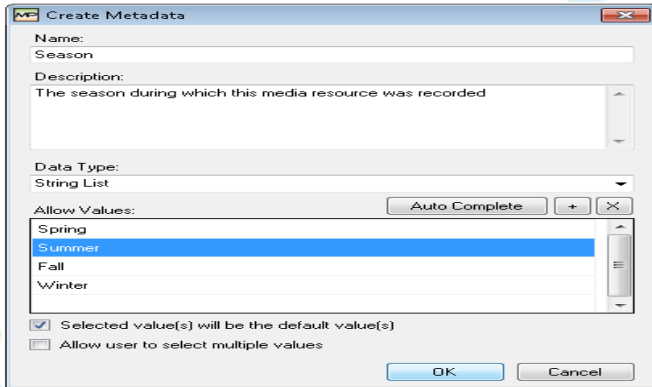 MP Create Metadata
Name:
Season
Description:
The season during which this media resource was recorded
Data Type:
String List
Allow Values:
Auto Complete + X
Spring
Summer
Fall
Winter
Selected value(s) will be the default value(s)
Allow user to select multiple values
OK Cancel